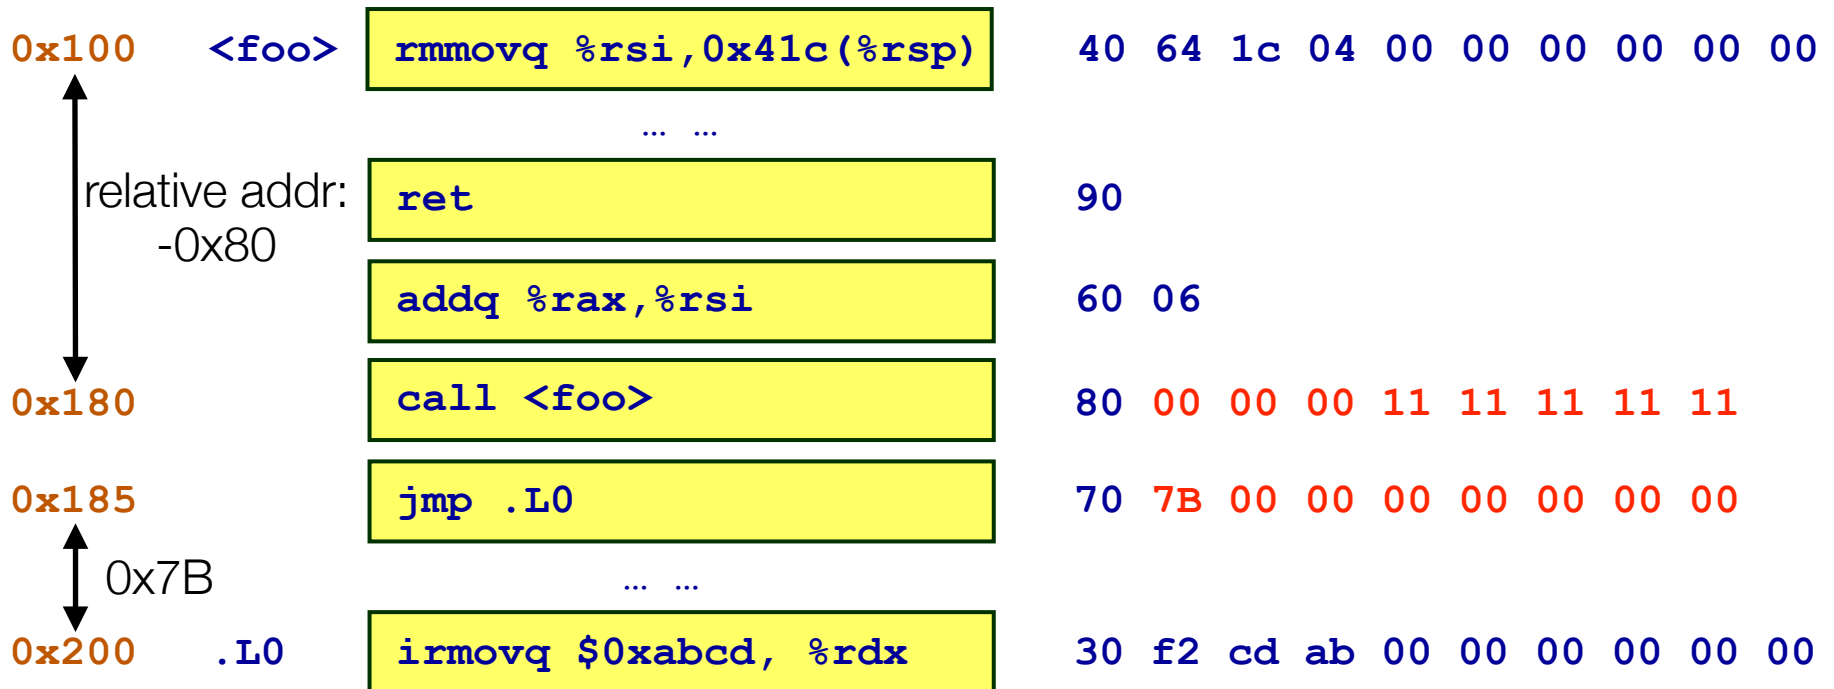 0x100 <foo> rmmovq %rsi,0x41c(%rsp) 40 64 1c 04 00 00 00 00 00 00
… …
relative addr:
-0x80
ret 90
addq %rax,%rsi 60 06
0x180 call <foo> 80 00 00 00 11 11 11 11 11
0x185 jmp .L0 70 7B 00 00 00 00 00 00 00
0x7B
… …
0x200 .L0 irmovq $0xabcd, %rdx 30 f2 cd ab 00 00 00 00 00 00